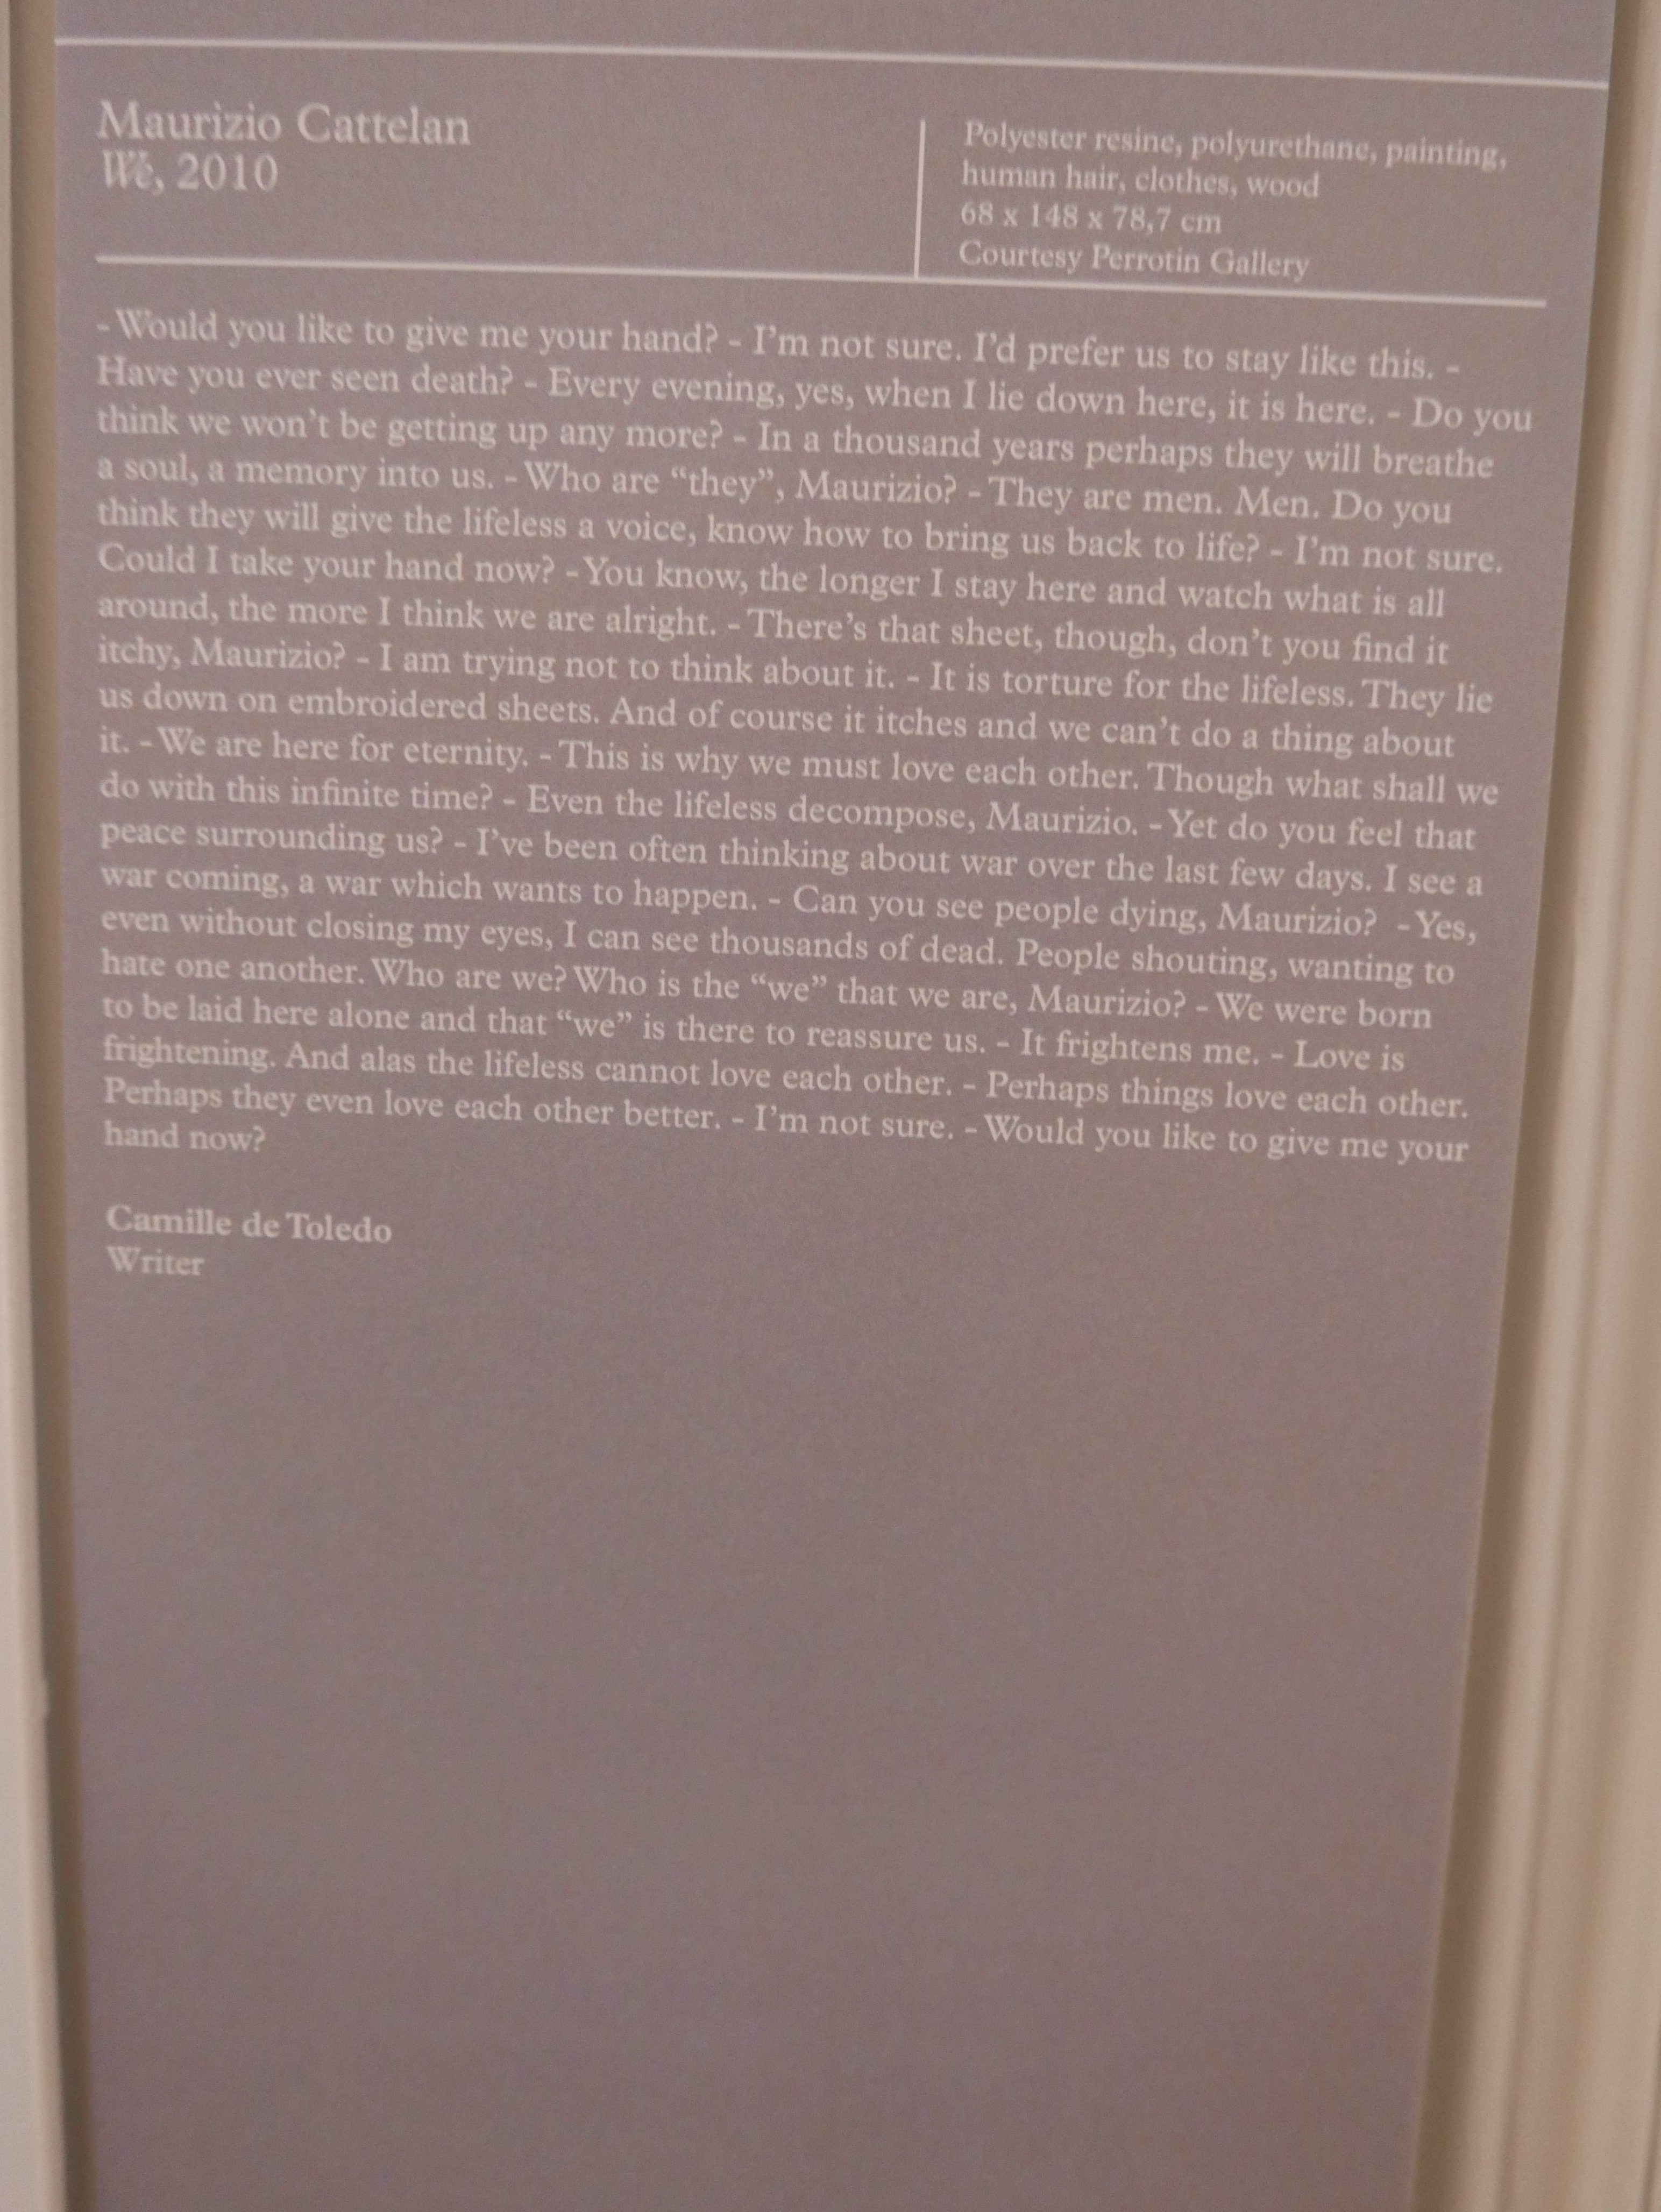 Maurizio Cattelan
We, 2010
Polyester resine, polyurethane, painting,
human hair, clothes, wood
68 x 148 x 78,7 cm
Courtesy Perrotin Gallery
- Would you like to give me your hand? - I’m not sure. I’d prefer us to stay like this. -
Have you ever seen death? - Every evening, yes, when I lie down here, it is here. - Do you
think we won’t be getting up any more? - In a thousand years perhaps they will breathe
a soul, a memory into us. - Who are “they”, Maurizio? - They are men. Men. Do you
think they will give the lifeless a voice, know how to bring us back to life? - I’m not sure.
Could I take your hand now? - You know, the longer I stay here and watch what is all
around, the more I think we are alright. - There’s that sheet, though, don’t you find it
itchy, Maurizio? - I am trying not to think about it. - It is torture for the lifeless. They lie
us down on embroidered sheets. And of course it itches and we can’t do a thing about
it. - We are here for eternity. - This is why we must love each other. Though what shall we
do with this infinite time? - Even the lifeless decompose, Maurizio. - Yet do you feel that
peace surrounding us? - I’ve been often thinking about war over the last few days. I see a
war coming, a war which wants to happen. - Can you see people dying, Maurizio? - Yes,
even without closing my eyes, I can see thousands of dead. People shouting, wanting to
hate one another. Who are we? Who is the “we” that we are, Maurizio? - We were born
to be laid here alone and that “we” is there to reassure us. - It frightens me. - Love is
frightening. And alas the lifeless cannot love each other. - Perhaps things love each other.
Perhaps they even love each other better. - I’m not sure. - Would you like to give me your
hand now?
Camille de Toledo
Writer